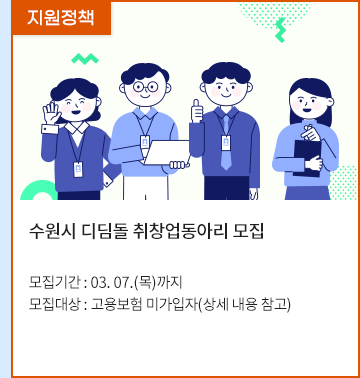 지원정책
수원시 디딤돌 취창업동아리 모집
모집기간 : 03. 07.(목)까지
모집대상 : 고용보험 미가입자(상세 내용 참고)